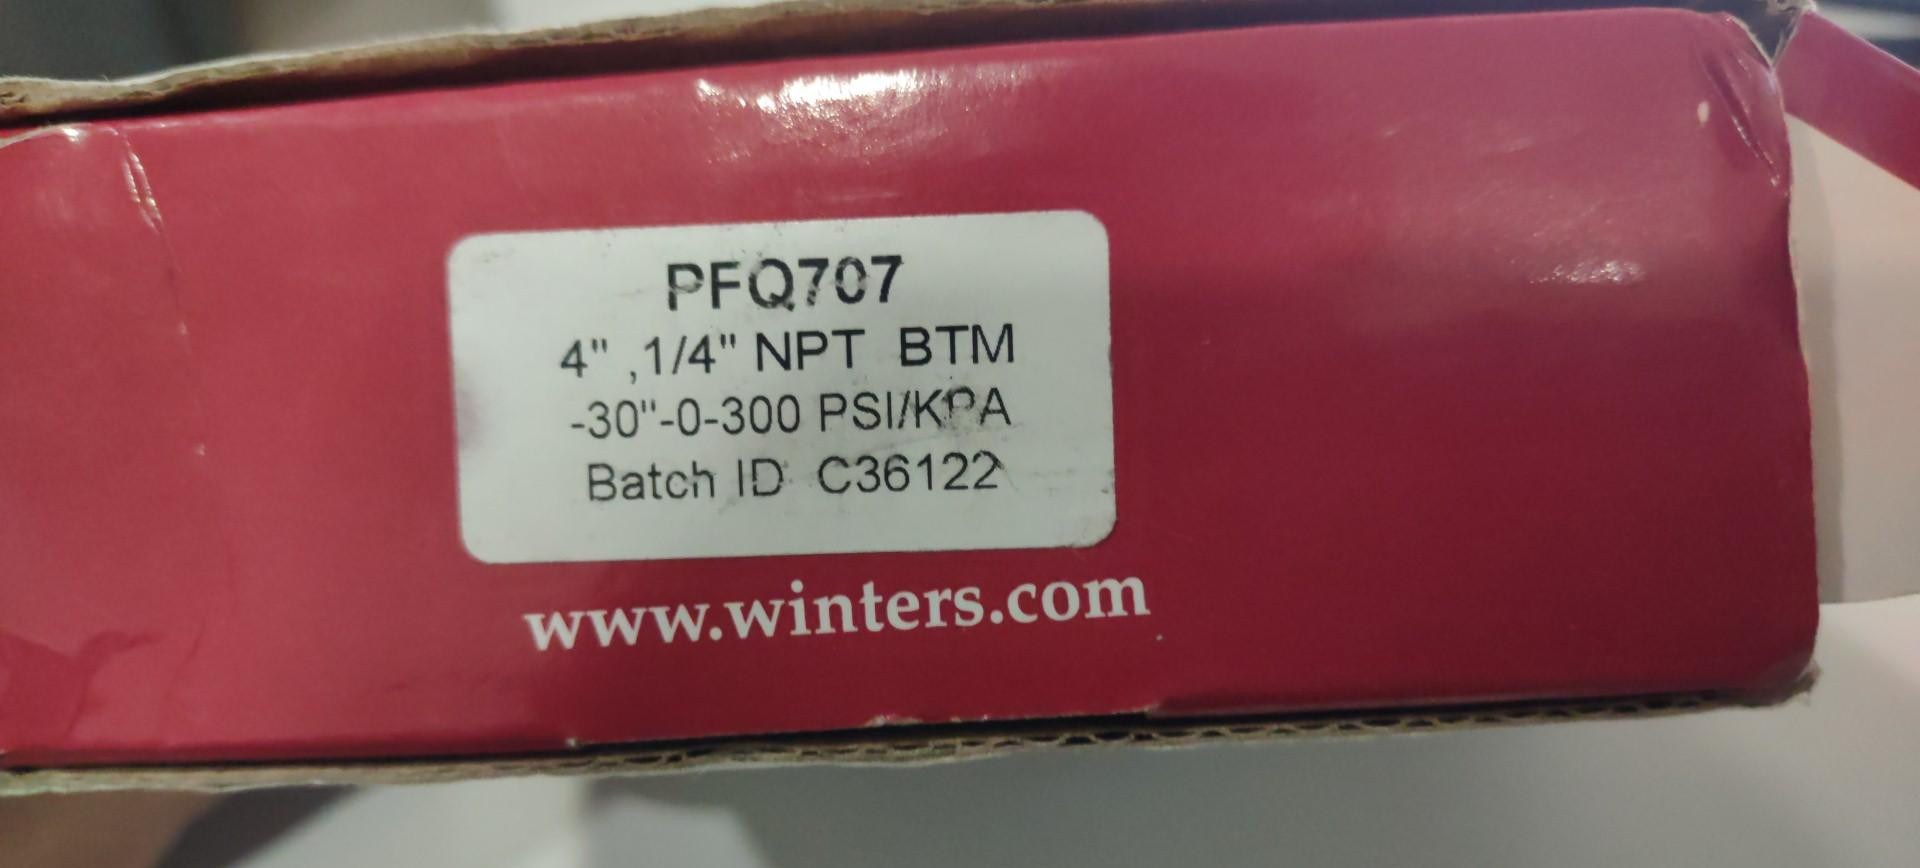 PFQ707
4" ,1/4" NPT BTM
-30"-0-300 PSI/KPA
Batch ID C36122
www.winters.com